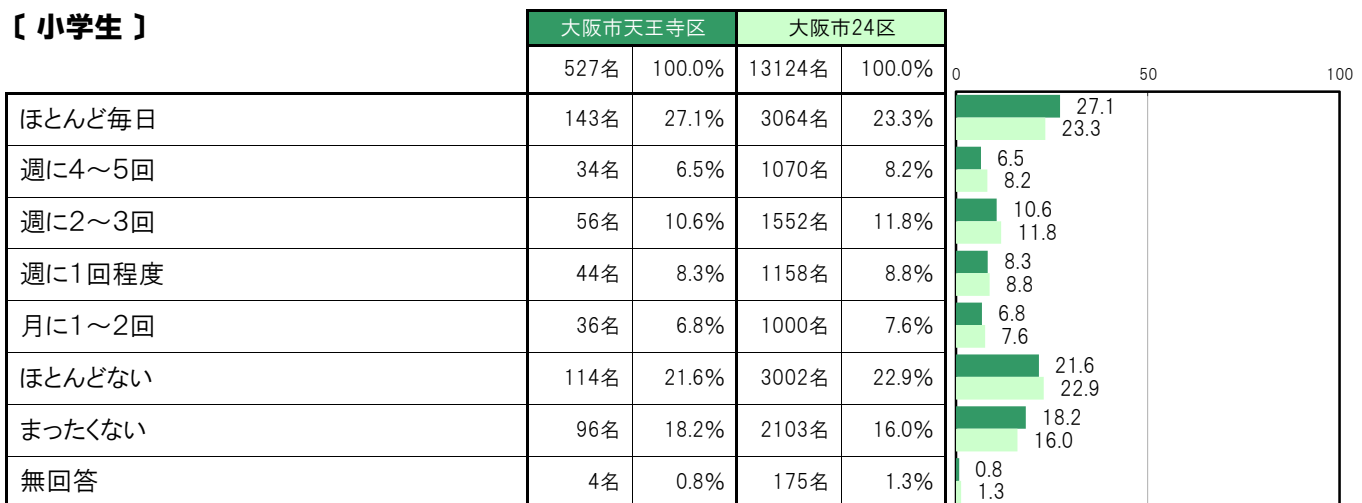 〔 小学生 〕
大阪市天王寺区 大阪市24区
527名 100.0% 13124名 100.0% 0 50 100
ほとんど毎日 143名 27.1% 3064名 23.3% 27.1
23.3
週に4～5回 34名 6.5% 1070名 8.2% 6.5
8.2
週に2～3回 56名 10.6% 1552名 11.8% 10.6
11.8
週に1回程度 44名 8.3% 1158名 8.8% 8.3
8.8
月に1～2回 36名 6.8% 1000名 7.6% 6.8
7.6
ほとんどない 114名 21.6% 3002名 22.9% 21.6
22.9
まったくない 96名 18.2% 2103名 16.0% 18.2
16.0
無回答 4名 0.8% 175名 1.3% 0.8
1.3